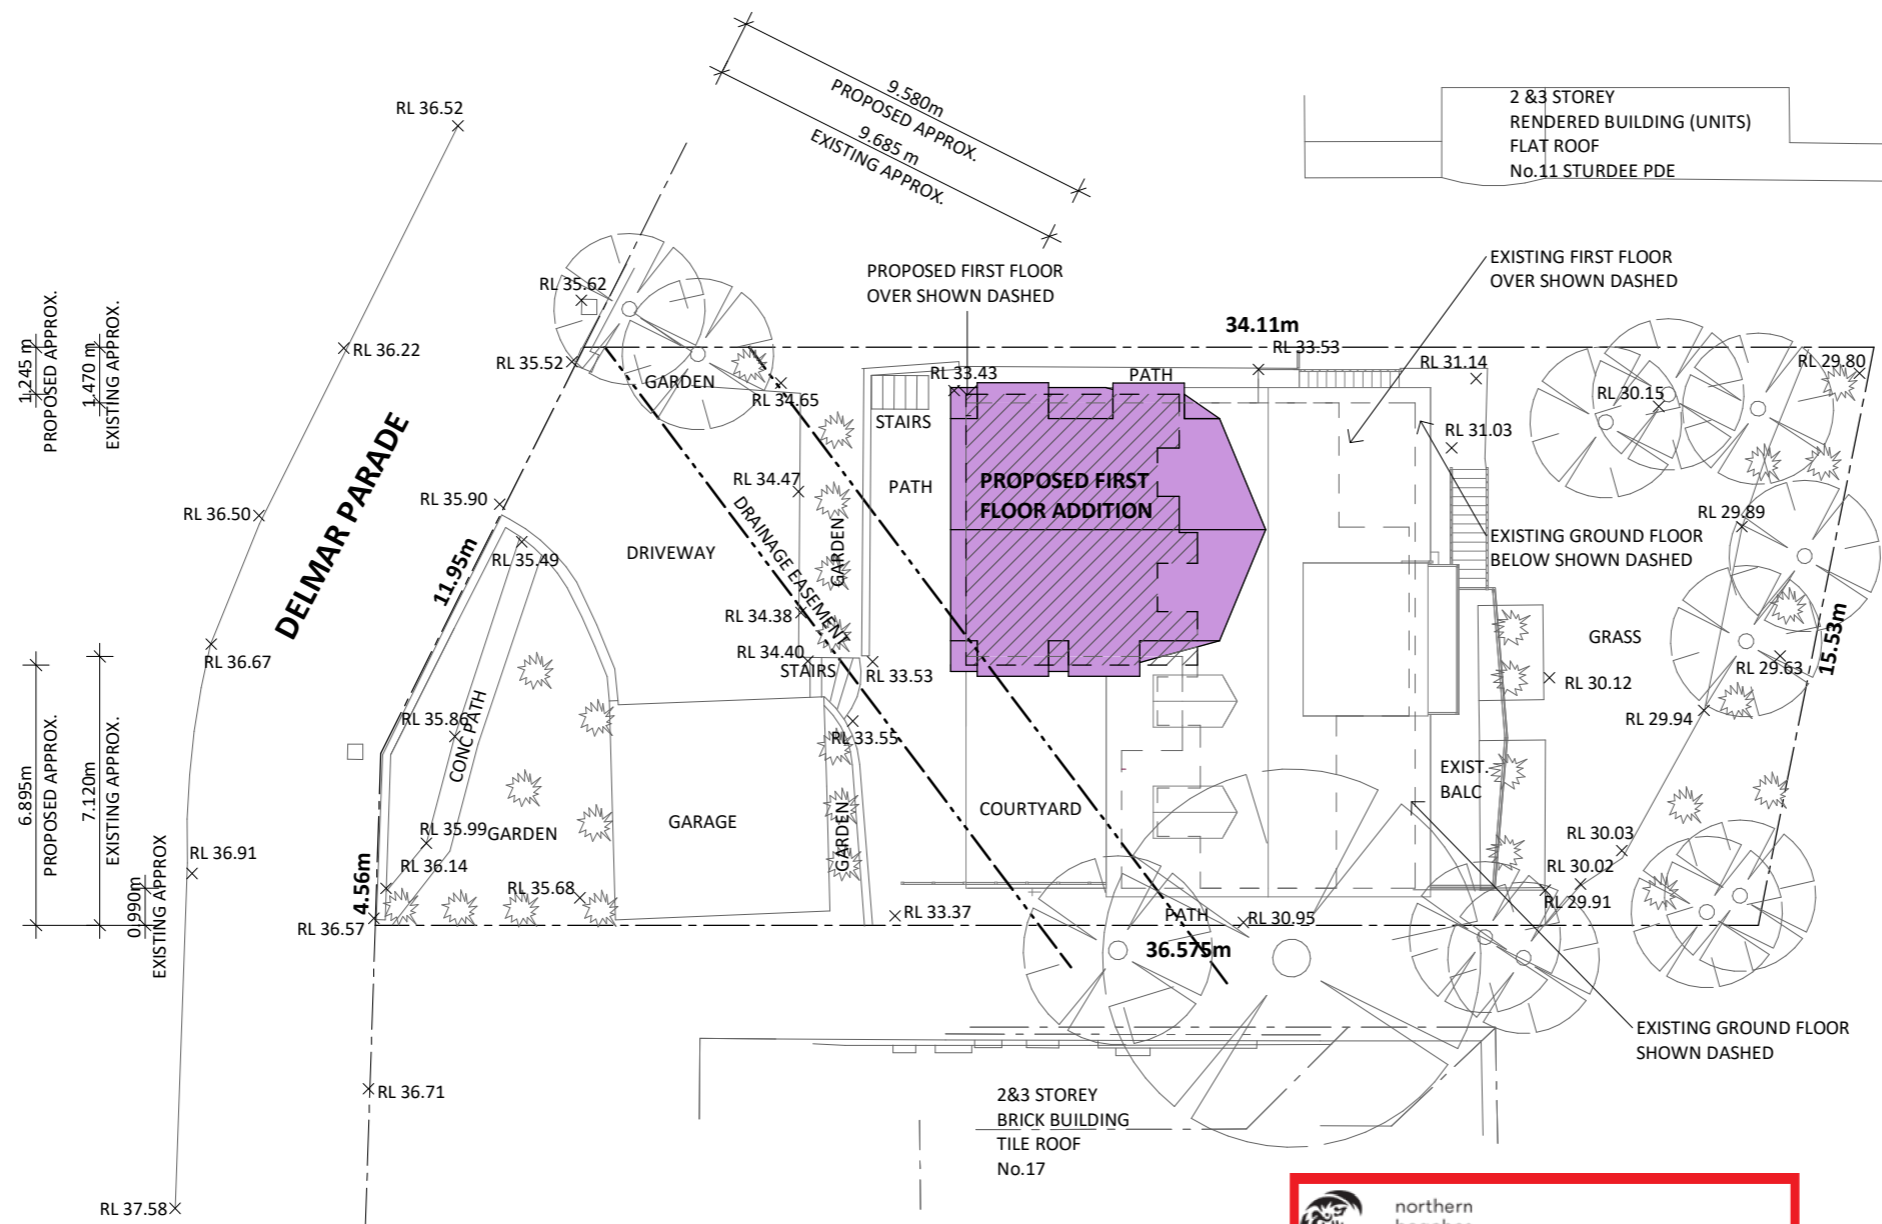 9.580m
PROPOSED APPROX.
9.685 m
EXISTING APPROX.
RL 36.52
2 &3 STOREY
RENDERED BUILDING (UNITS)
FLAT ROOF
No.11 STURDEE PDE
PROPOSED FIRST FLOOR
OVER SHOWN DASHED
EXISTING FIRST FLOOR
OVER SHOWN DASHED
RL 35.62
34.11m
1.245 m
PROPOSED APPROX.
1.470 m
EXISTING APPROX.
RL 36.22
RL 35.52
GARDEN
RL 34.65
RL 33.43
PATH
RL 33.53
RL 31.14
RL 29.80
RL 30.15
STAIRS
RL 31.03
DELMAR PARADE
RL 35.90
RL 34.47
PATH
PROPOSED FIRST
FLOOR ADDITION
RL 36.50
RL 29.89
11.95m
RL 35.49
DRIVEWAY
DRAINAGE EASEMENT
GARDEN
EXISTING GROUND FLOOR
BELOW SHOWN DASHED
RL 34.38
GRASS
15.53m
RL 36.67
RL 34.40
STAIRS
RL 33.53
RL 29.63
RL 30.12
RL 35.86
CONC PATH
RL 33.55
RL 29.94
6.895m
PROPOSED APPROX.
7.120m
EXISTING APPROX.
0.990m
EXISTING APPROX
EXIST.
BALC
COURTYARD
GARAGE
GARDEN
RL 35.99
GARDEN
RL 36.91
RL 36.14
RL 30.03
RL 30.02
4.56m
RL 35.68
RL 29.91
RL 36.57
RL 33.37
PATH
RL 30.95
36.575m
EXISTING GROUND FLOOR
SHOWN DASHED
RL 36.71
2&3 STOREY
BRICK BUILDING
TILE ROOF
No.17
RL 37.58
northern